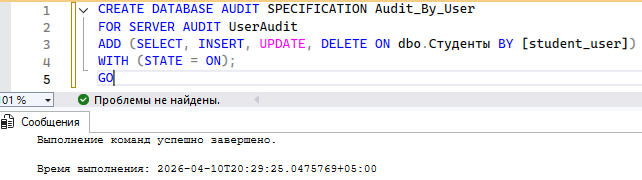 1 CREATE DATABASE AUDIT SPECIFICATION Audit_By_User
2 FOR SERVER AUDIT UserAudit
3 ADD (SELECT, INSERT, UPDATE, DELETE ON dbo.Студенты BY [student_user])
4 WITH (STATE = ON);
5 GO
01 % Проблемы не найдены.
Сообщения
Выполнение команд успешно завершено.
Время выполнения: 2026-04-10T20:29:25.0475769+05:00